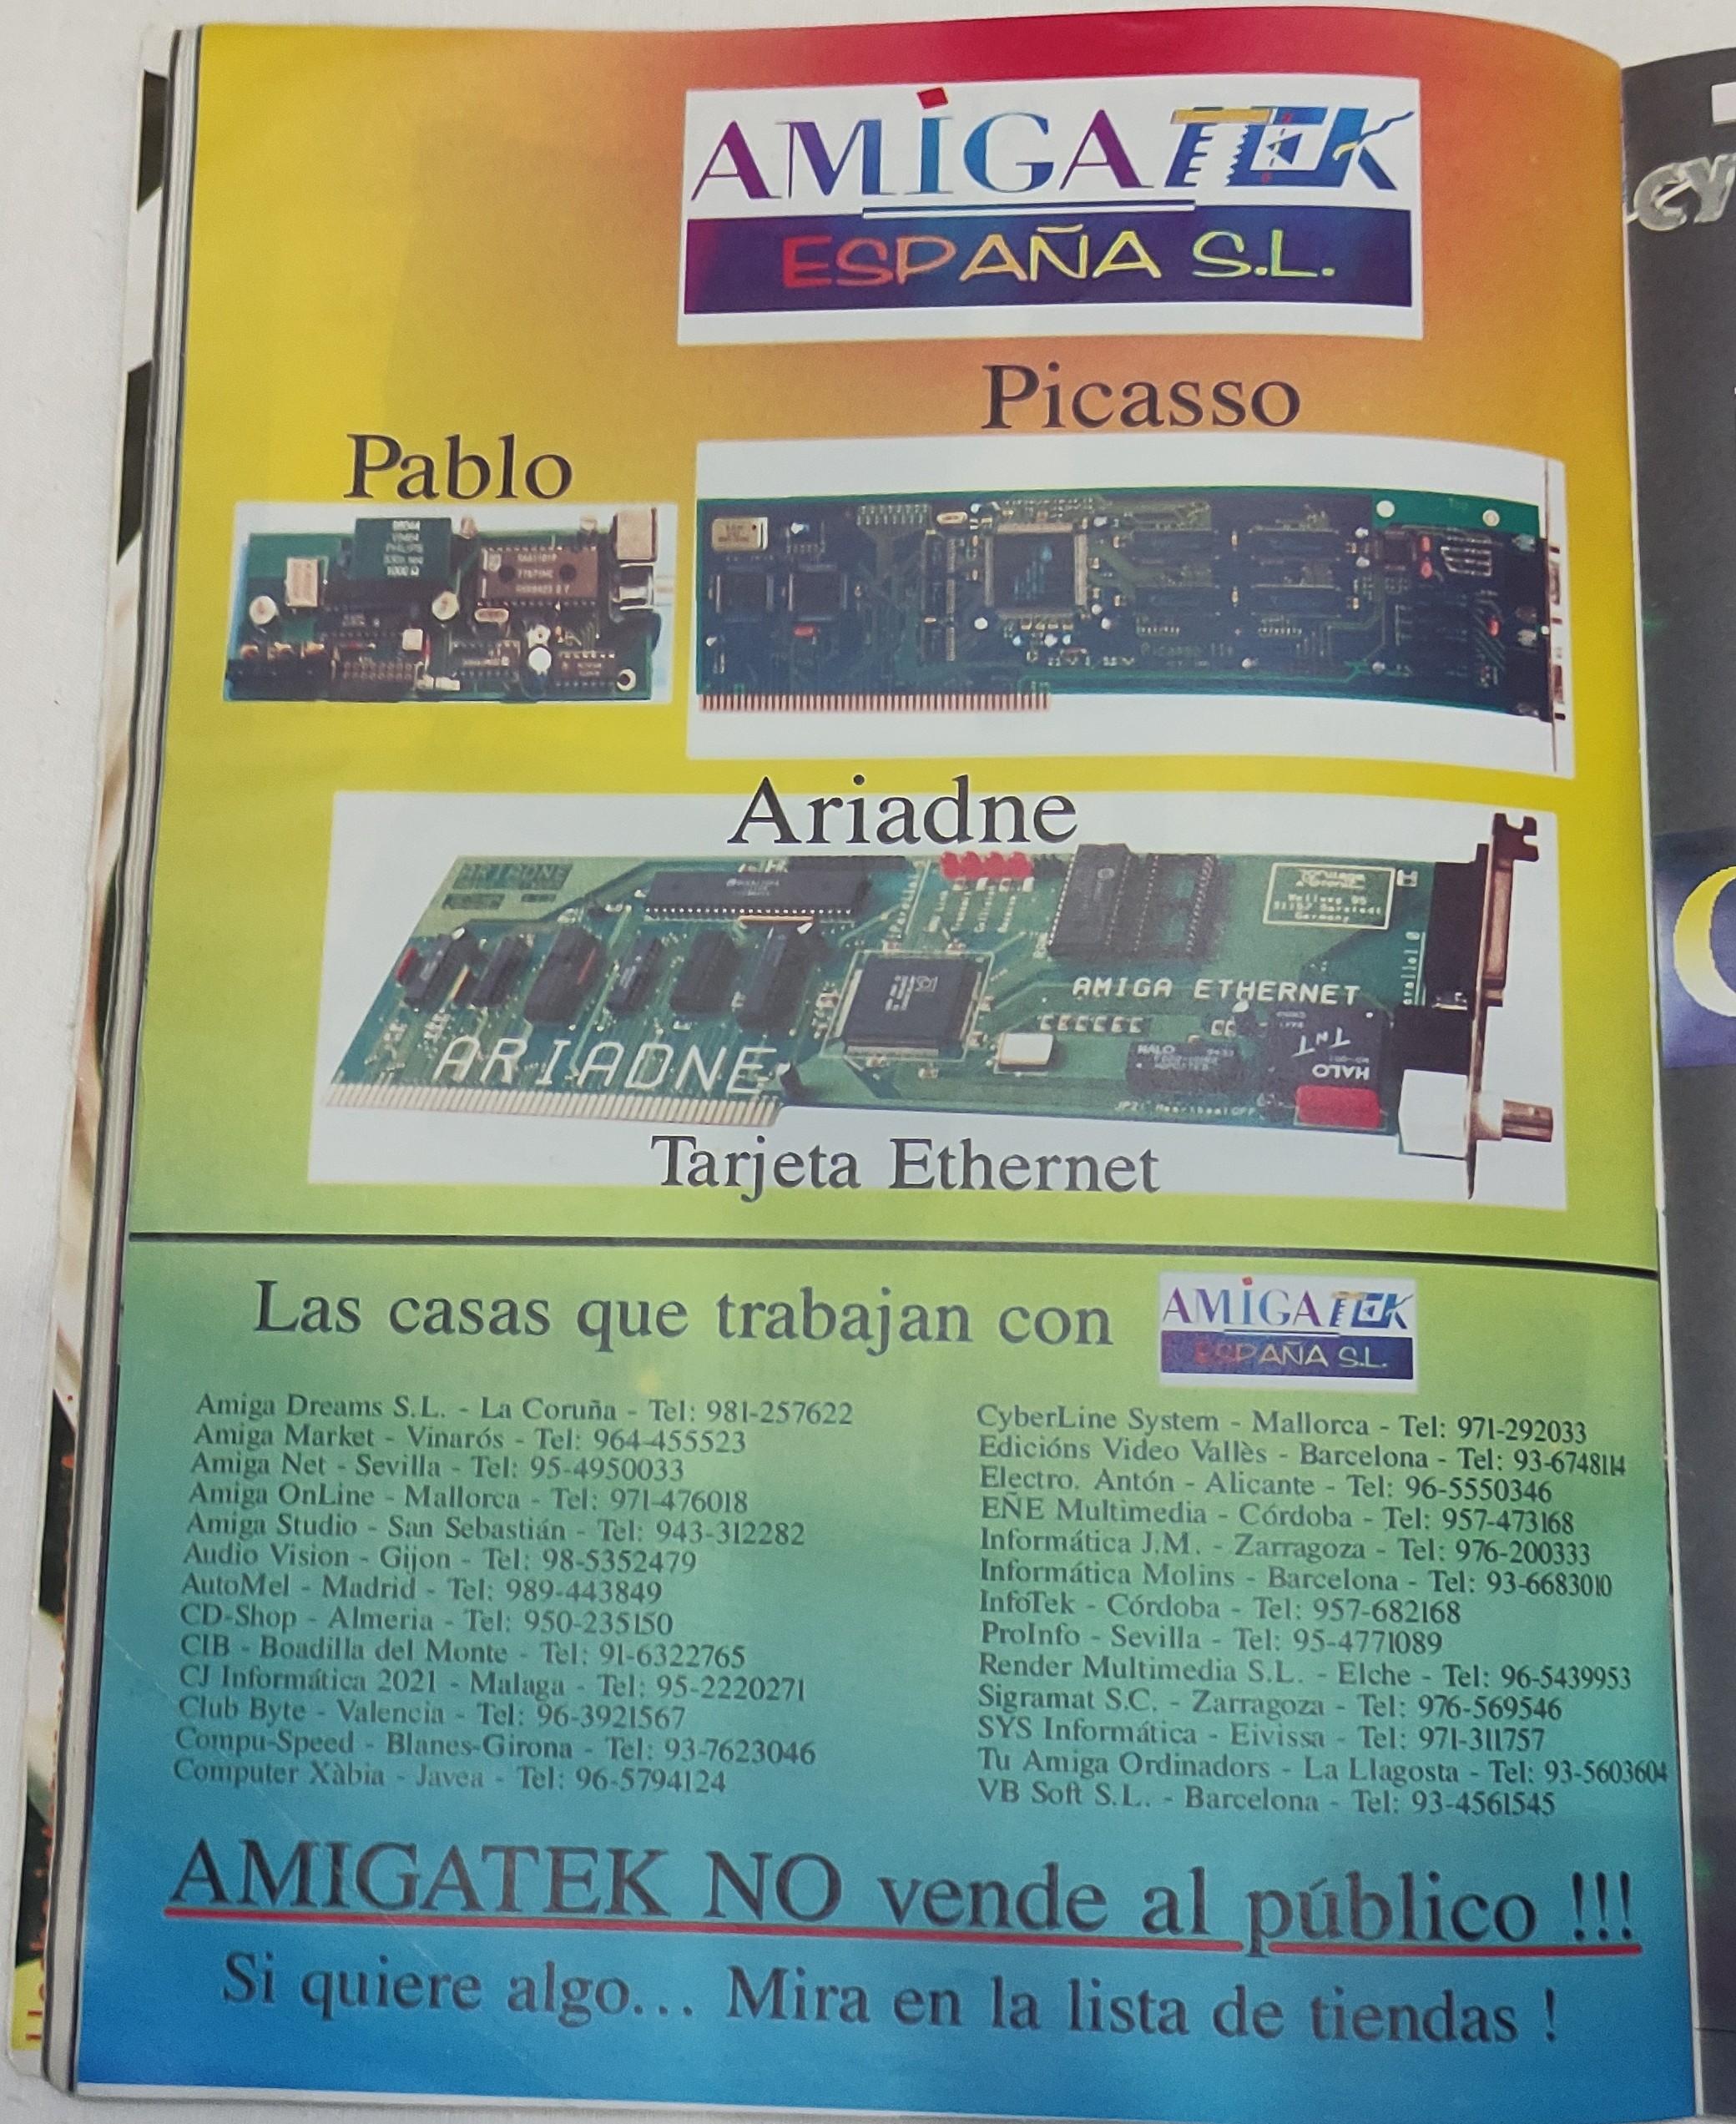 AMIGATEK
ESPAÑA S.L.
Picasso
Pablo
1000 Ω
Picasso II
Ariadne
ARIADNE
Germany
AMIGA ETHERNET
ARIADNE
HALO
TNT
HALO
Tarjeta Ethernet
Las casas que trabajan con
AMIGATEK
ESPAÑA S.L.
Amiga Dreams S.L. - La Coruña - Tel: 981-257622
Amiga Market - Vinarós - Tel: 964-455523
Amiga Net - Sevilla - Tel: 95-4950033
Amiga OnLine - Mallorca - Tel: 971-476018
Amiga Studio - San Sebastián - Tel: 943-312282
Audio Vision - Gijon - Tel: 98-5352479
AutoMel - Madrid - Tel: 989-443849
CD-Shop - Almeria - Tel: 950-235150
CIB - Boadilla del Monte - Tel: 91-6322765
CJ Informática 2021 - Malaga - Tel: 95-2220271
Club Byte - Valencia - Tel: 96-3921567
Compu-Speed - Blanes-Girona - Tel: 93-7623046
Computer Xàbia - Javea - Tel: 96-5794124
CyberLine System - Mallorca - Tel: 971-292033
Edicións Video Vallès - Barcelona - Tel: 93-6748114
Electro. Antón - Alicante - Tel: 96-5550346
EÑE Multimedia - Córdoba - Tel: 957-473168
Informática J.M. - Zarragoza - Tel: 976-200333
Informática Molins - Barcelona - Tel: 93-6683010
InfoTek - Córdoba - Tel: 957-682168
ProInfo - Sevilla - Tel: 95-4771089
Render Multimedia S.L. - Elche - Tel: 96-5439953
Sigramat S.C. - Zarragoza - Tel: 976-569546
SYS Informática - Eivissa - Tel: 971-311757
Tu Amiga Ordinadors - La Llagosta - Tel: 93-5603604
VB Soft S.L. - Barcelona - Tel: 93-4561545
AMIGATEK NO vende al público !!!
Si quiere algo... Mira en la lista de tiendas !